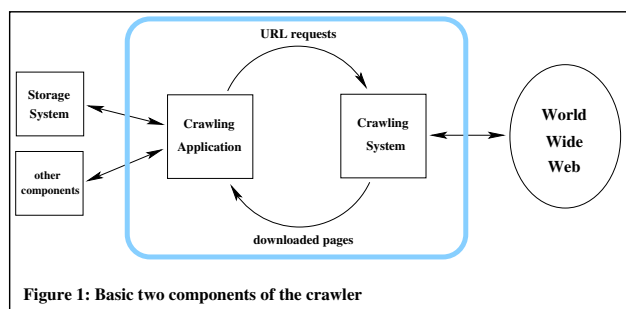 URL requests
Storage
System
Crawling
Application
Crawling
System
World
Wide
Web
other
components
downloaded pages
Figure 1: Basic two components of the crawler